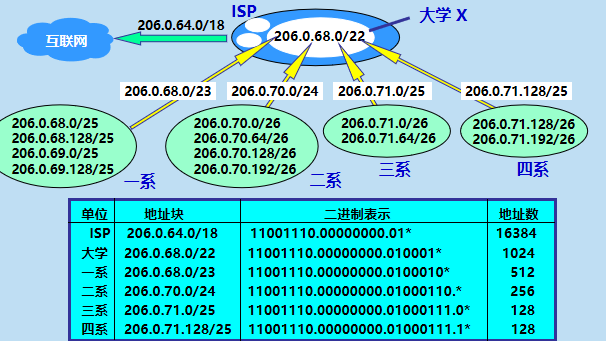 ISP
大学 X
206.0.64.0/18
互联网
206.0.68.0/22
206.0.68.0/23
206.0.70.0/24
206.0.71.0/25
206.0.71.128/25
206.0.68.0/25
206.0.68.128/25
206.0.69.0/25
206.0.69.128/25
一系
206.0.70.0/26
206.0.70.64/26
206.0.70.128/26
206.0.70.192/26
二系
206.0.71.0/26
206.0.71.64/26
三系
206.0.71.128/26
206.0.71.192/26
四系
单位 地址块 二进制表示 地址数
ISP 206.0.64.0/18 11001110.00000000.01* 16384
大学 206.0.68.0/22 11001110.00000000.010001* 1024
一系 206.0.68.0/23 11001110.00000000.0100010* 512
二系 206.0.70.0/24 11001110.00000000.01000110.* 256
三系 206.0.71.0/25 11001110.00000000.01000111.0* 128
四系 206.0.71.128/25 11001110.00000000.01000111.1* 128